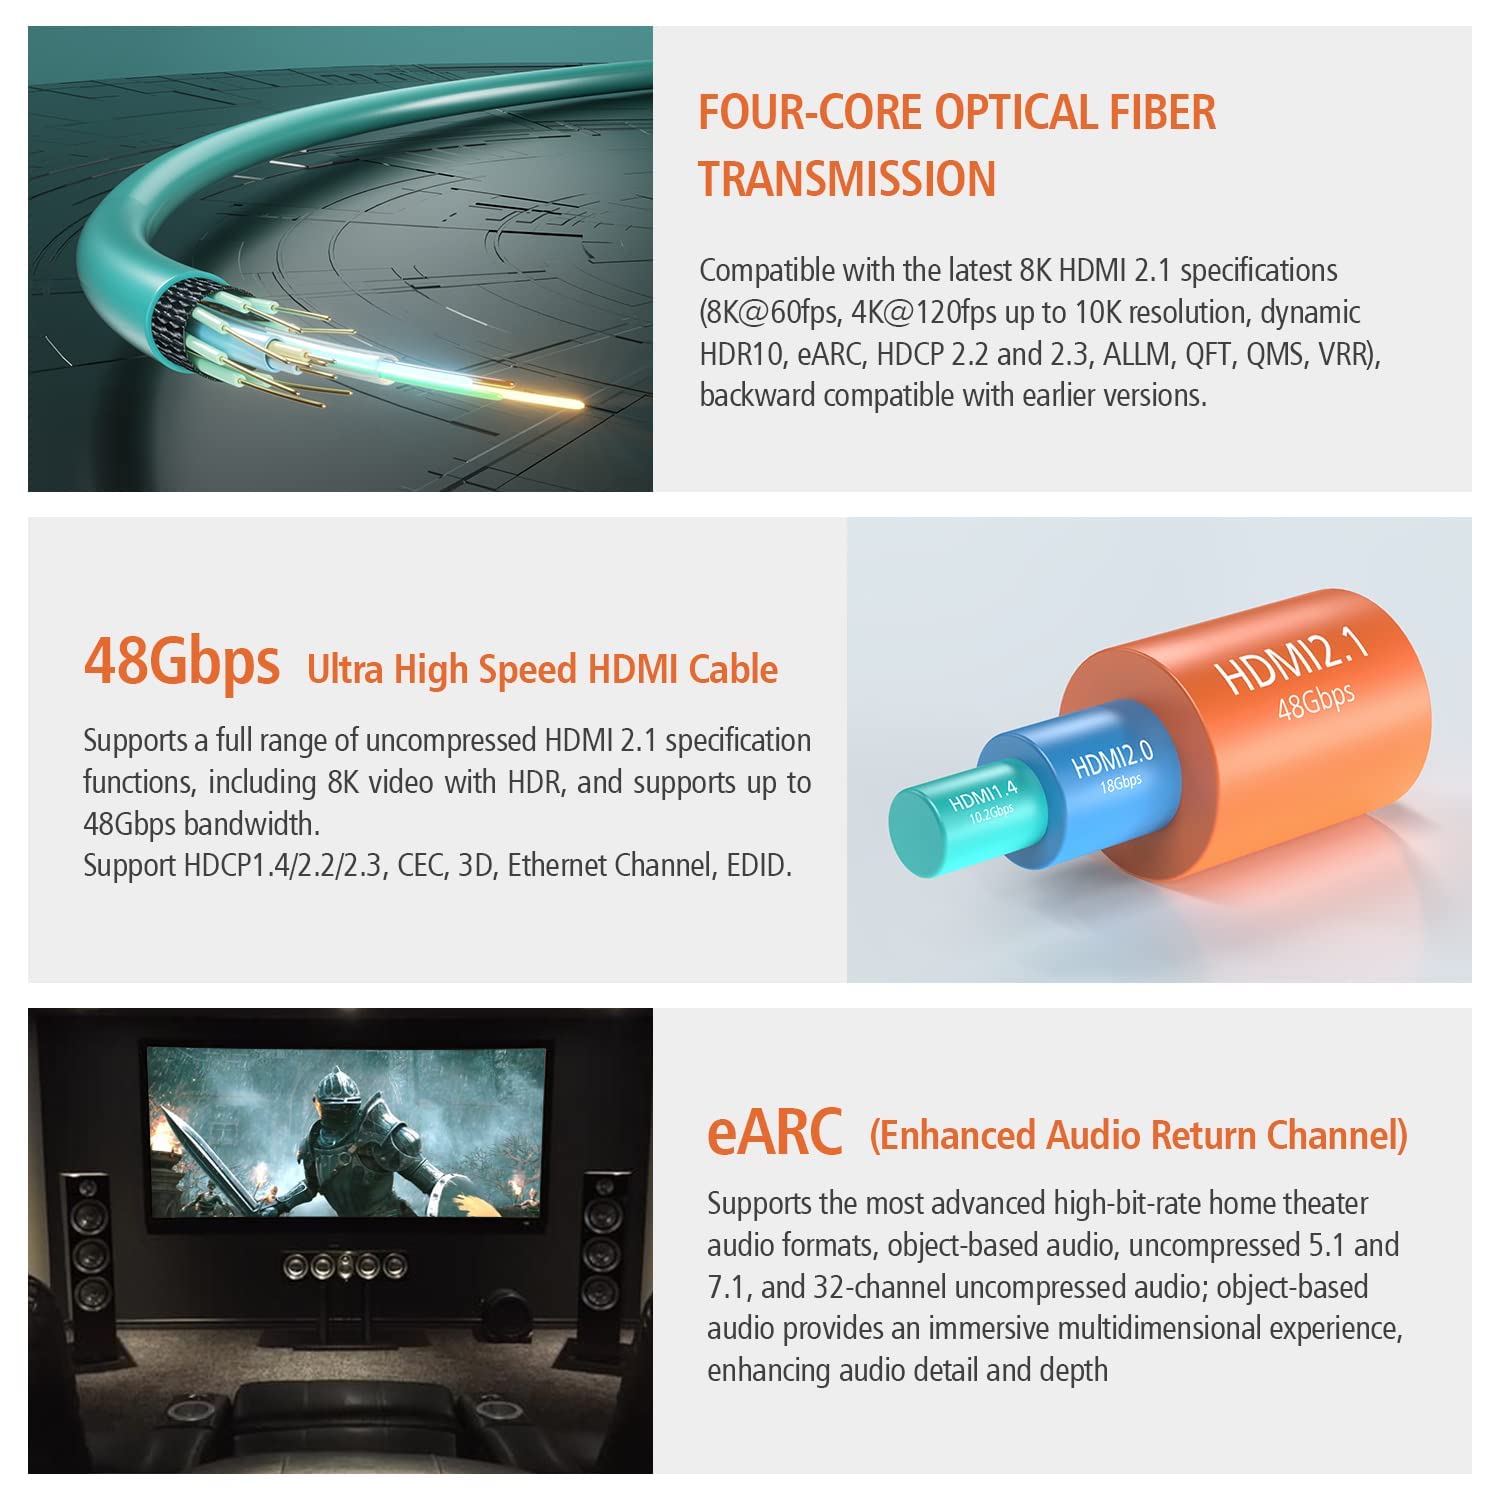 FOUR-CORE OPTICAL FIBER
TRANSMISSION
Compatible with the latest 8K HDMI 2.1 specifications
(8K@60fps, 4K@120fps up to 10K resolution, dynamic
HDR10, eARC, HDCP 2.2 and 2.3, ALLM, QFT, QMS, VRR),
backward compatible with earlier versions.
48Gbps Ultra High Speed HDMI Cable
Supports a full range of uncompressed HDMI 2.1 specification
functions, including 8K video with HDR, and supports up to
48Gbps bandwidth.
Support HDCP1.4/2.2/2.3, CEC, 3D, Ethernet Channel, EDID.
HDMI1.4
10.2Gbps
HDMI2.0
18Gbps
HDMI2.1
48Gbps
eARC (Enhanced Audio Return Channel)
Supports the most advanced high-bit-rate home theater
audio formats, object-based audio, uncompressed 5.1 and
7.1, and 32-channel uncompressed audio; object-based
audio provides an immersive multidimensional experience,
enhancing audio detail and depth